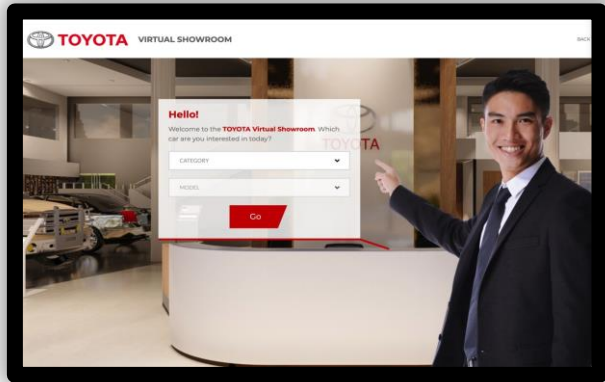 TOYOTA VIRTUAL SHOWROOM
BACK
Hello!
Welcome to the TOYOTA Virtual Showroom. Which
car are you interested in today?
TOYOTA
CATEGORY
MODEL
Go